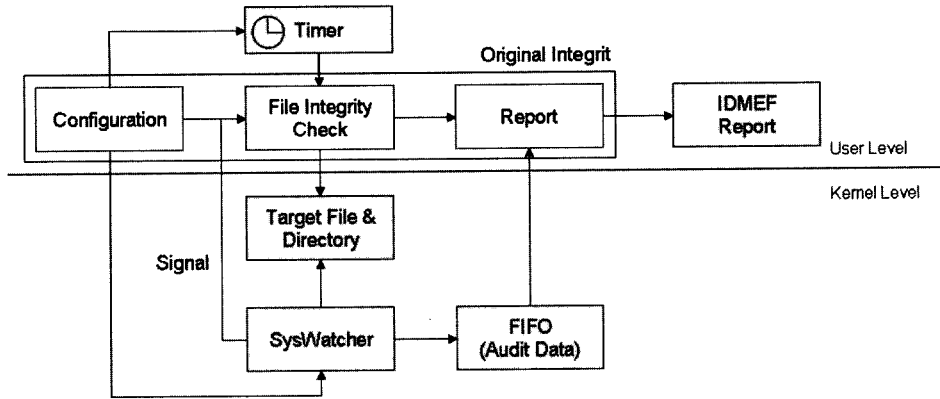 Timer
Original Integrit
Configuration
File Integrity
Check
Report
IDMEF
Report
User Level
Kernel Level
Target File &
Directory
Signal
SysWatcher
FIFO
(Audit Data)